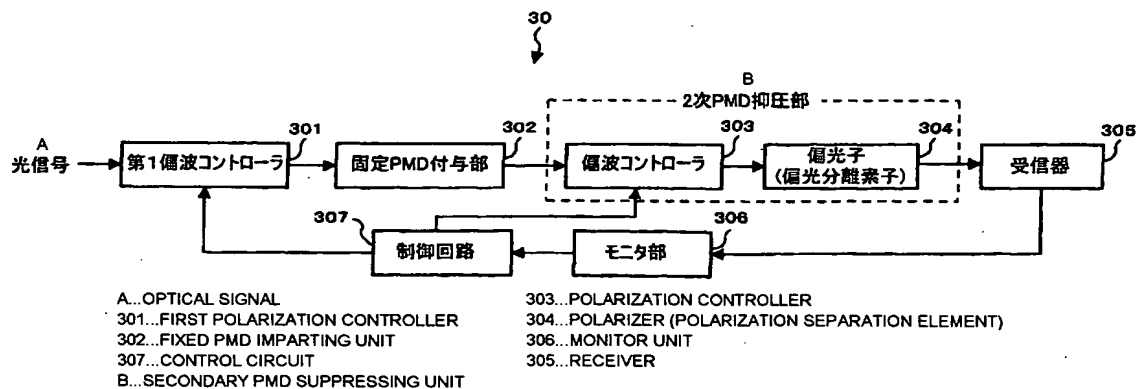 30
B
2次PMD抑圧部
A
光信号
301
第1偏波コントローラ
302
固定PMD付与部
303
偏波コントローラ
304
偏光子
(偏光分離素子)
305
受信器
307
制御回路
306
モニタ部
A...OPTICAL SIGNAL
301...FIRST POLARIZATION CONTROLLER
302...FIXED PMD IMPARTING UNIT
307...CONTROL CIRCUIT
B...SECONDARY PMD SUPPRESSING UNIT
303...POLARIZATION CONTROLLER
304...POLARIZER (POLARIZATION SEPARATION ELEMENT)
306...MONITOR UNIT
305...RECEIVER